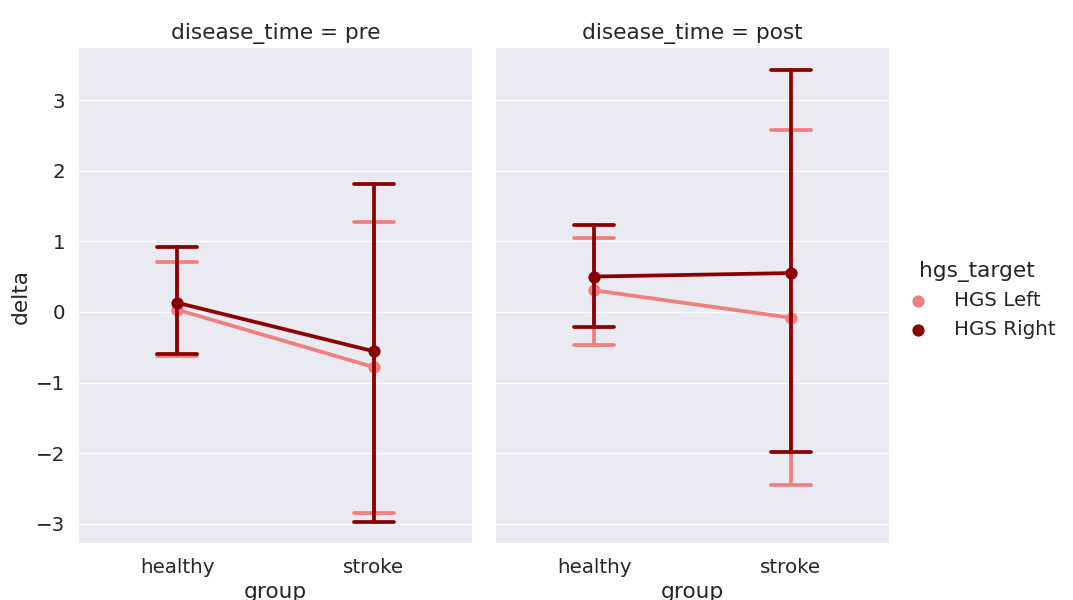 disease_time = pre
disease_time = post
delta
3
2
1
0
−1
−2
−3
healthy
stroke
healthy
stroke
group
group
hgs_target
HGS Left
HGS Right